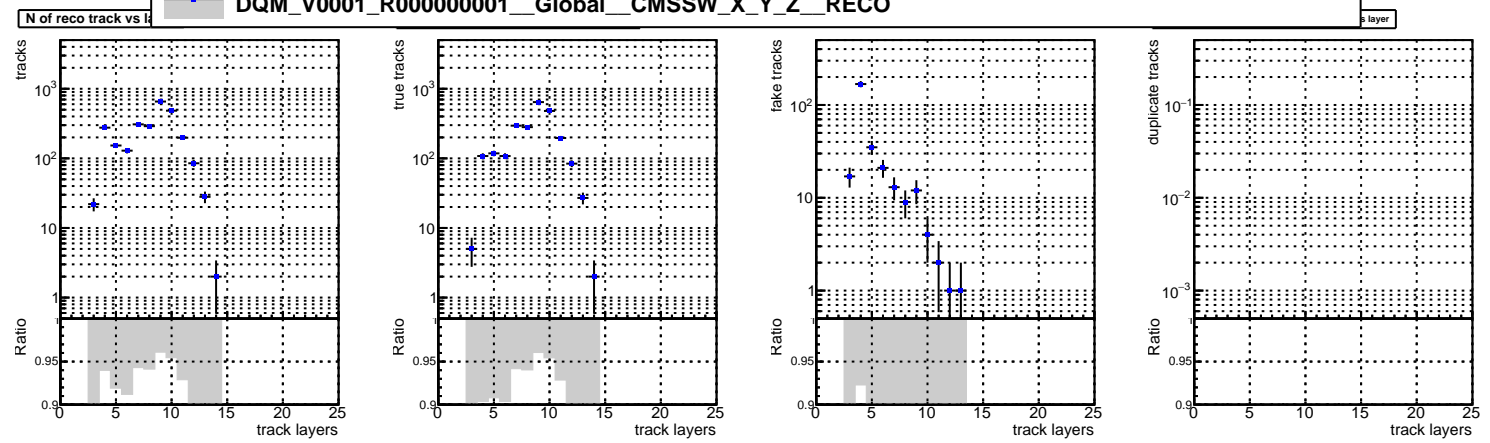 DQM_V0001_R000000001__Global__CMSSW_X_Y_Z__RECO
N of reco track vs
s layer
tracks
10³
10²
10
1
Ratio
1
0.95
0.9
0 5 10 15 20 25
track layers
true tracks
10³
10²
10
1
Ratio
1
0.95
0.9
0 5 10 15 20 25
track layers
fake tracks
10²
10
1
Ratio
1
0.95
0.9
0 5 10 15 20 25
track layers
duplicate tracks
10⁻¹
10⁻²
10⁻³
Ratio
1
0.95
0.9
0 5 10 15 20 25
track layers